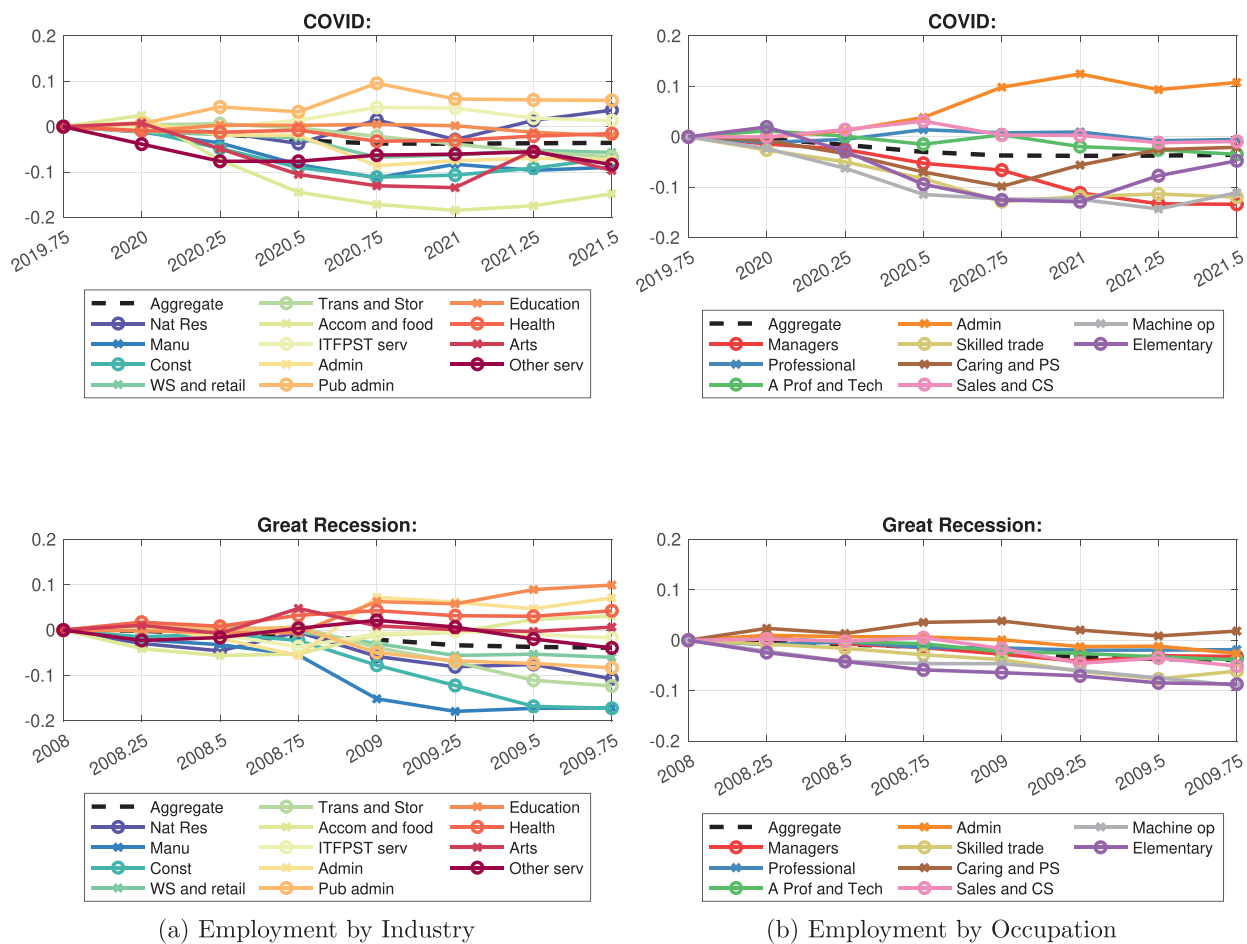 COVID:
0.2
0.1
0
-0.1
-0.2
2019.75
2020
2020.25
2020.5
2020.75
2021
2021.25
2021.5
Aggregate
Nat Res
Manu
Const
WS and retail
Trans and Stor
Accom and food
ITFPST serv
Admin
Pub admin
Education
Health
Arts
Other serv
COVID:
0.2
0.1
0
-0.1
-0.2
2019.75
2020
2020.25
2020.5
2020.75
2021
2021.25
2021.5
Aggregate
Managers
Professional
A Prof and Tech
Admin
Skilled trade
Caring and PS
Sales and CS
Machine op
Elementary
Great Recession:
0.2
0.1
0
-0.1
-0.2
2008
2008.25
2008.5
2008.75
2009
2009.25
2009.5
2009.75
Aggregate
Nat Res
Manu
Const
WS and retail
Trans and Stor
Accom and food
ITFPST serv
Admin
Pub admin
Education
Health
Arts
Other serv
(a) Employment by Industry
Great Recession:
0.2
0.1
0
-0.1
-0.2
2008
2008.25
2008.5
2008.75
2009
2009.25
2009.5
2009.75
Aggregate
Managers
Professional
A Prof and Tech
Admin
Skilled trade
Caring and PS
Sales and CS
Machine op
Elementary
(b) Employment by Occupation